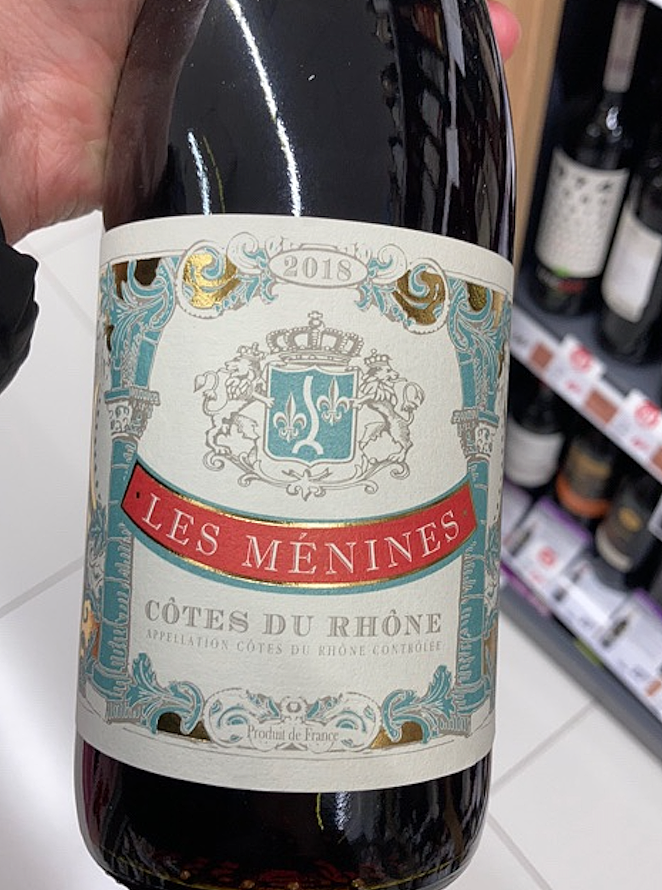 2018
LES MÉNINES
CÔTES DU RHÔNE
APPELLATION CÔTES DU RHÔNE CONTRÔLÉE
Produit de France